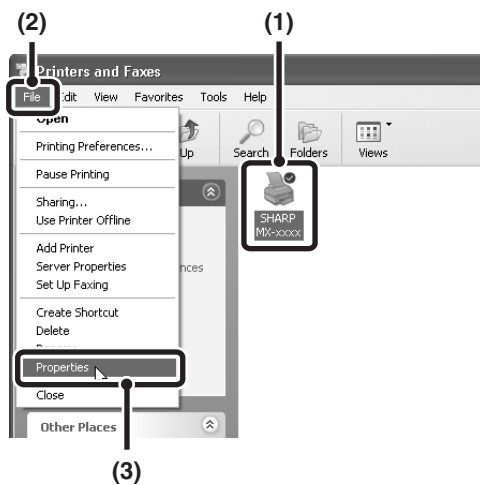 (2) (1)
Printers and Faxes
File Edit View Favorites Tools Help
Open
Printing Preferences...
Up
Search Folders Views
Pause Printing
Sharing...
Use Printer Offline
SHARP
MX-xxxx
Add Printer
Server Properties
nces
Set Up Faxing
Create Shortcut
Delete
Rename
Properties
Close
Other Places
(3)